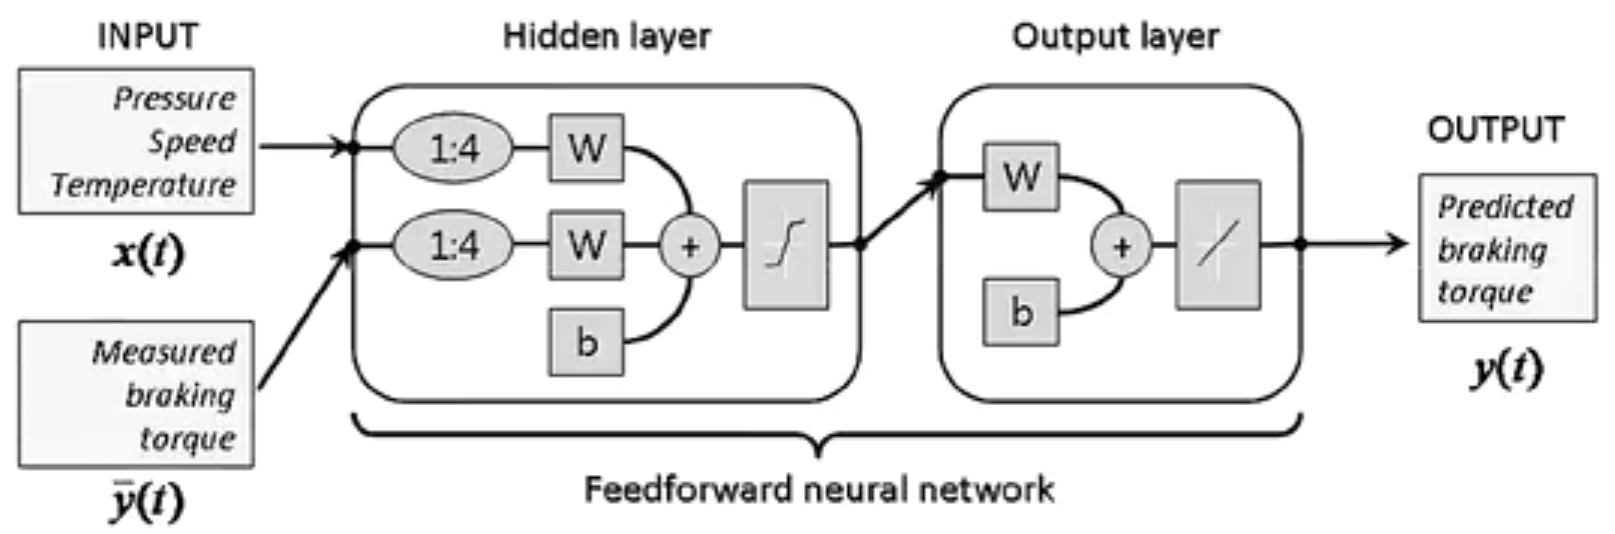 INPUT
Pressure
Speed
Temperature
x(t)
Measured
braking
torque
ȳ(t)
Hidden layer
1:4
W
1:4
W
+
b
Output layer
W
+
b
OUTPUT
Predicted
braking
torque
y(t)
Feedforward neural network